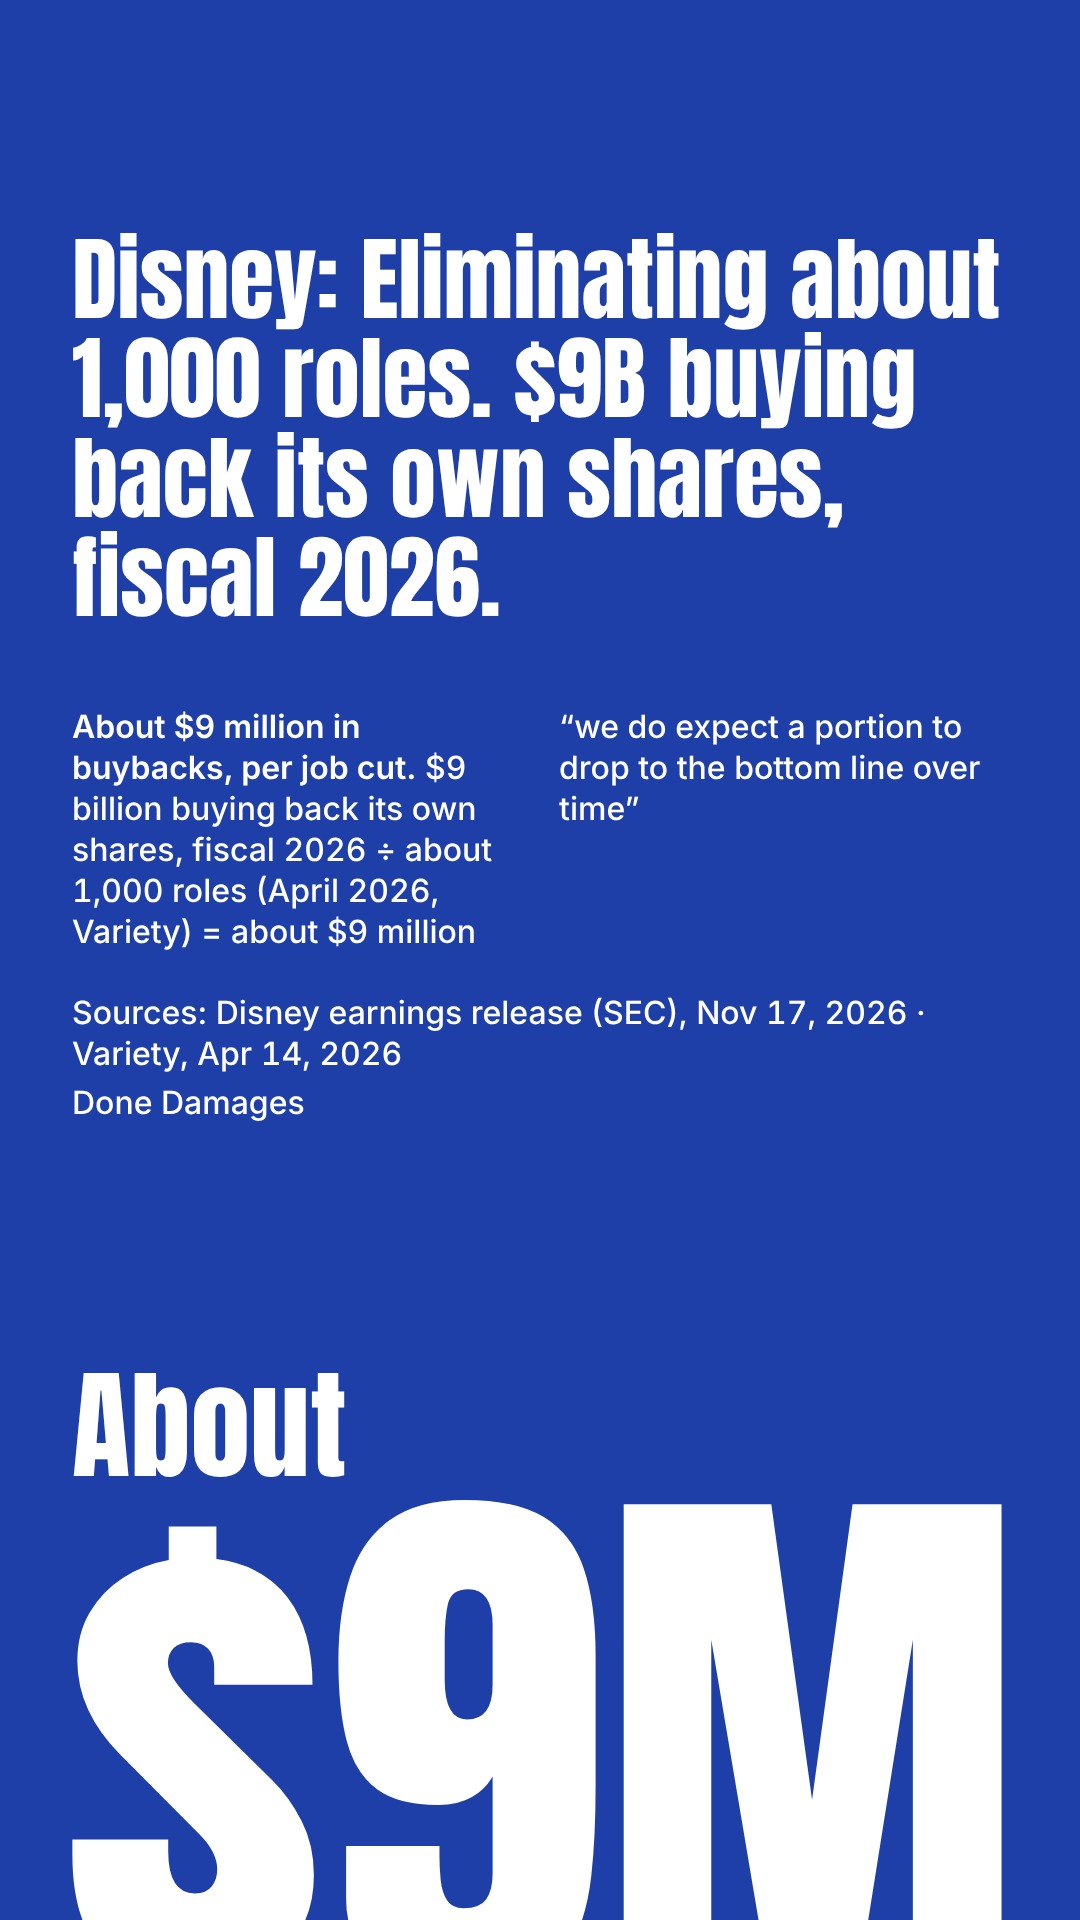 Disney: Eliminating about
1,000 roles. $9B buying
back its own shares,
fiscal 2026.
About $9 million in
buybacks, per job cut. $9
billion buying back its own
shares, fiscal 2026 ÷ about
1,000 roles (April 2026,
Variety) = about $9 million
“we do expect a portion to
drop to the bottom line over
time”
Sources: Disney earnings release (SEC), Nov 17, 2026 ·
Variety, Apr 14, 2026
Done Damages
About
$9M